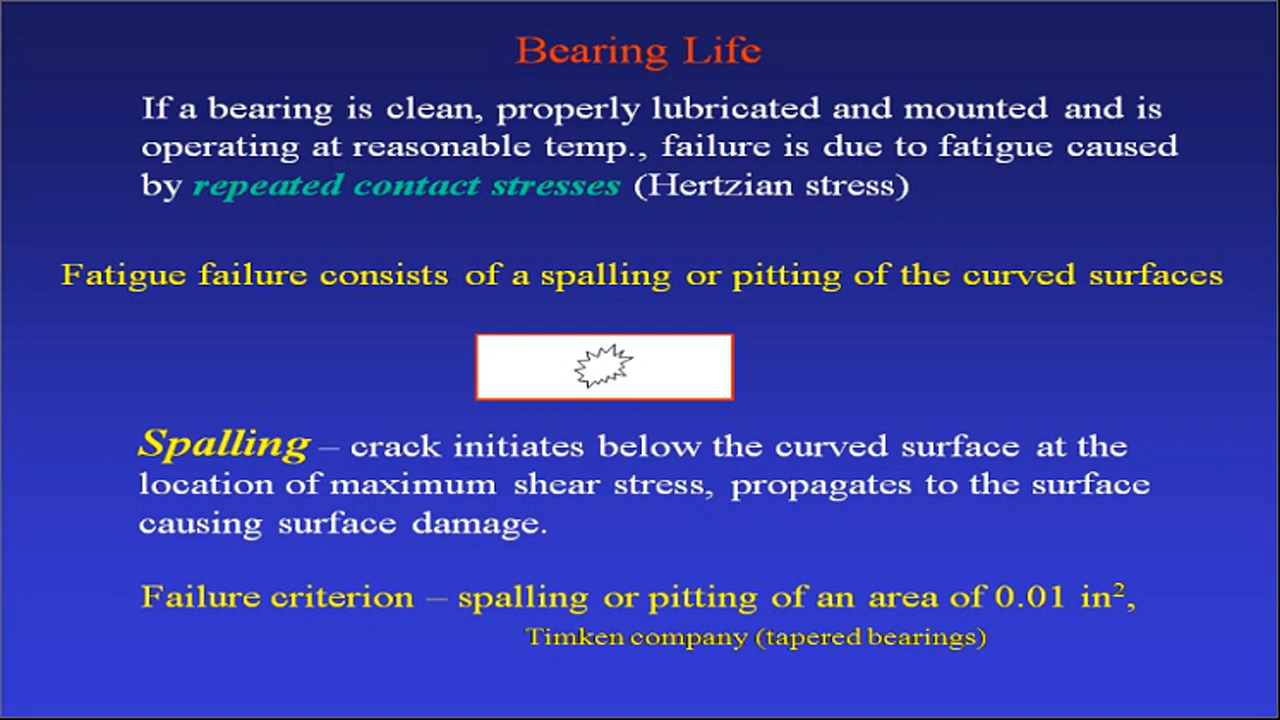 Bearing Life
If a bearing is clean, properly lubricated and mounted and is
operating at reasonable temp., failure is due to fatigue caused
by repeated contact stresses (Hertzian stress)
Fatigue failure consists of a spalling or pitting of the curved surfaces
Spalling – crack initiates below the curved surface at the
location of maximum shear stress, propagates to the surface
causing surface damage.
Failure criterion – spalling or pitting of an area of 0.01 in²,
Timken company (tapered bearings)